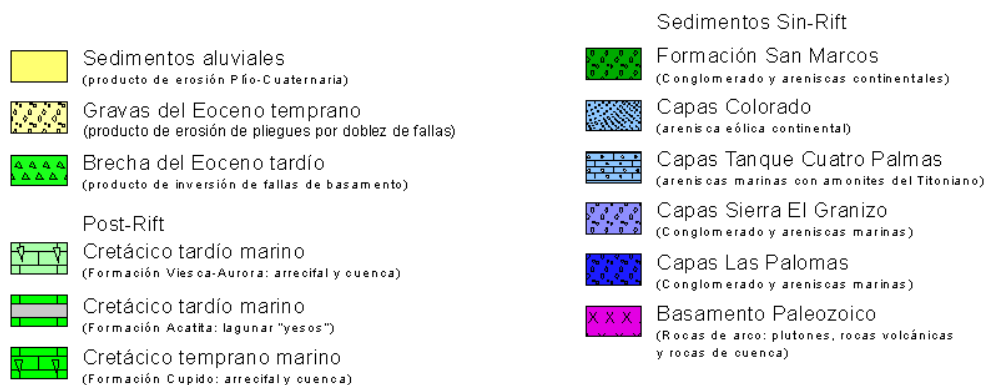 Sedimentos aluviales
(producto de erosión Plio-Cuaternaria)
Gravas del Eoceno temprano
(producto de erosión de pliegues por doblez de fallas)
Brecha del Eoceno tardío
(producto de inversión de fallas de basamento)
Post-Rift
Cretácico tardío marino
(Formación Viesca-Aurora: arrecifal y cuenca)
Cretácico tardío marino
(Formación Acatita: lagunar "yesos")
Cretácico temprano marino
(Formación Cupido: arrecifal y cuenca)
Sedimentos Sin-Rift
Formación San Marcos
(Conglomerado y areniscas continentales)
Capas Colorado
(arenisca eólica continental)
Capas Tanque Cuatro Palmas
(areniscas marinas con amonites del Titoniano)
Capas Sierra El Granizo
(Conglomerado y areniscas marinas)
Capas Las Palomas
(Conglomerado y areniscas marinas)
Basamento Paleozoico
(Rocas de arco: plutones, rocas volcánicas
y rocas de cuenca)